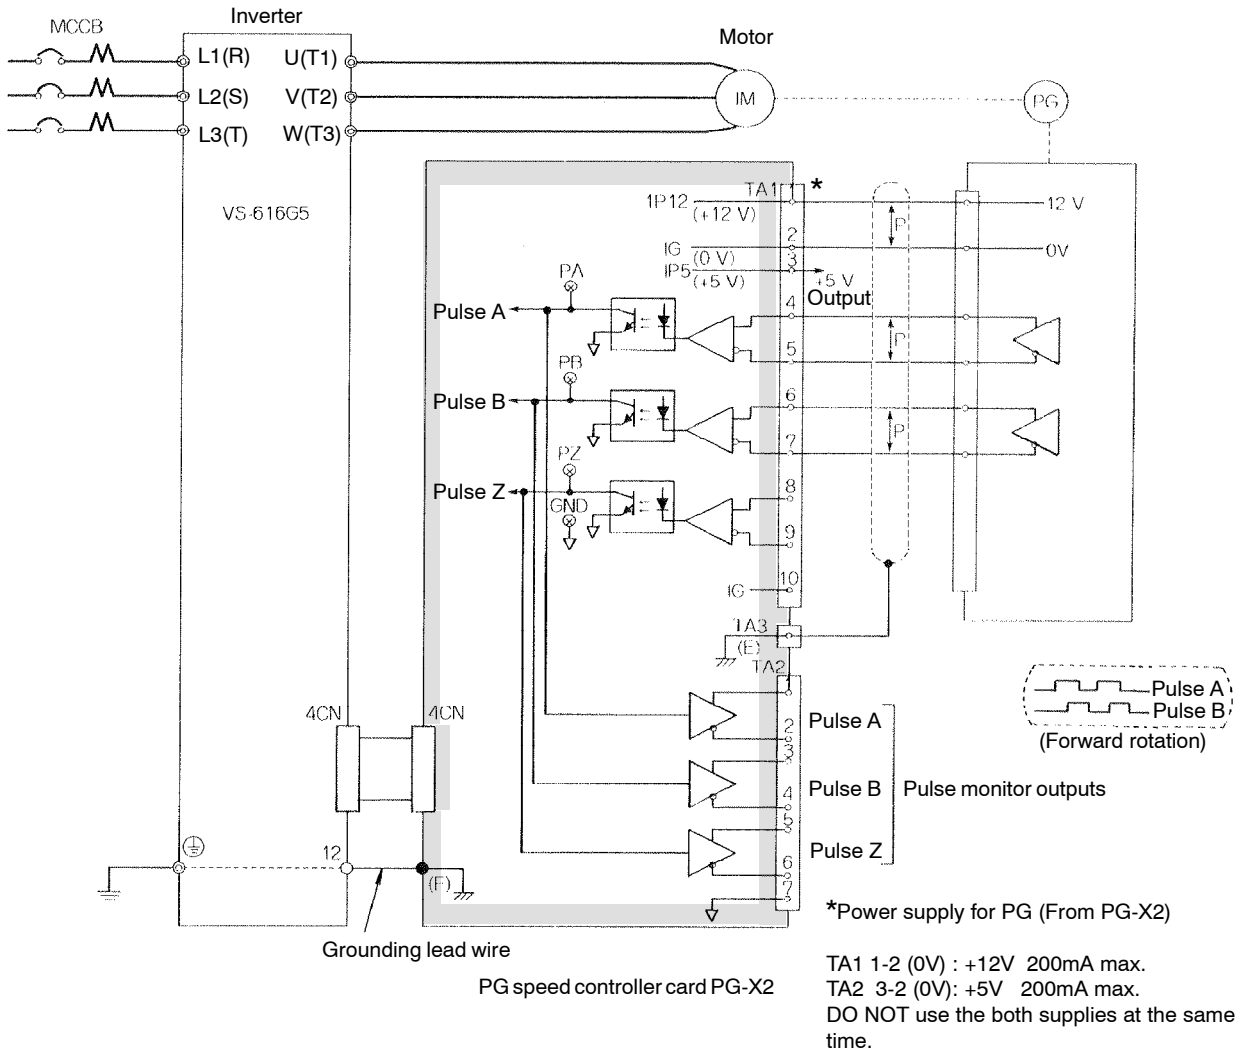 MCCB
Inverter
Motor
L1(R)
U(T1)
L2(S)
V(T2)
IM
PG
L3(T)
W(T3)
VS-616G5
TA1
*
1P12
(+12 V)
12 V
P
2
IG
(0 V)
0V
3
IP5
(+5 V)
+5 V
Output
PA
Pulse A
4
P
5
PB
Pulse B
6
P
7
PZ
Pulse Z
GND
8
9
IG
10
TA3
(E)
TA2
Pulse A
Pulse B
(Forward rotation)
4CN
4CN
2
Pulse A
3
4
Pulse B
Pulse monitor outputs
5
6
Pulse Z
7
12
(E)
Grounding lead wire
PG speed controller card PG-X2
*Power supply for PG (From PG-X2)
TA1 1-2 (0V) : +12V 200mA max.
TA2 3-2 (0V): +5V 200mA max.
DO NOT use the both supplies at the same
time.